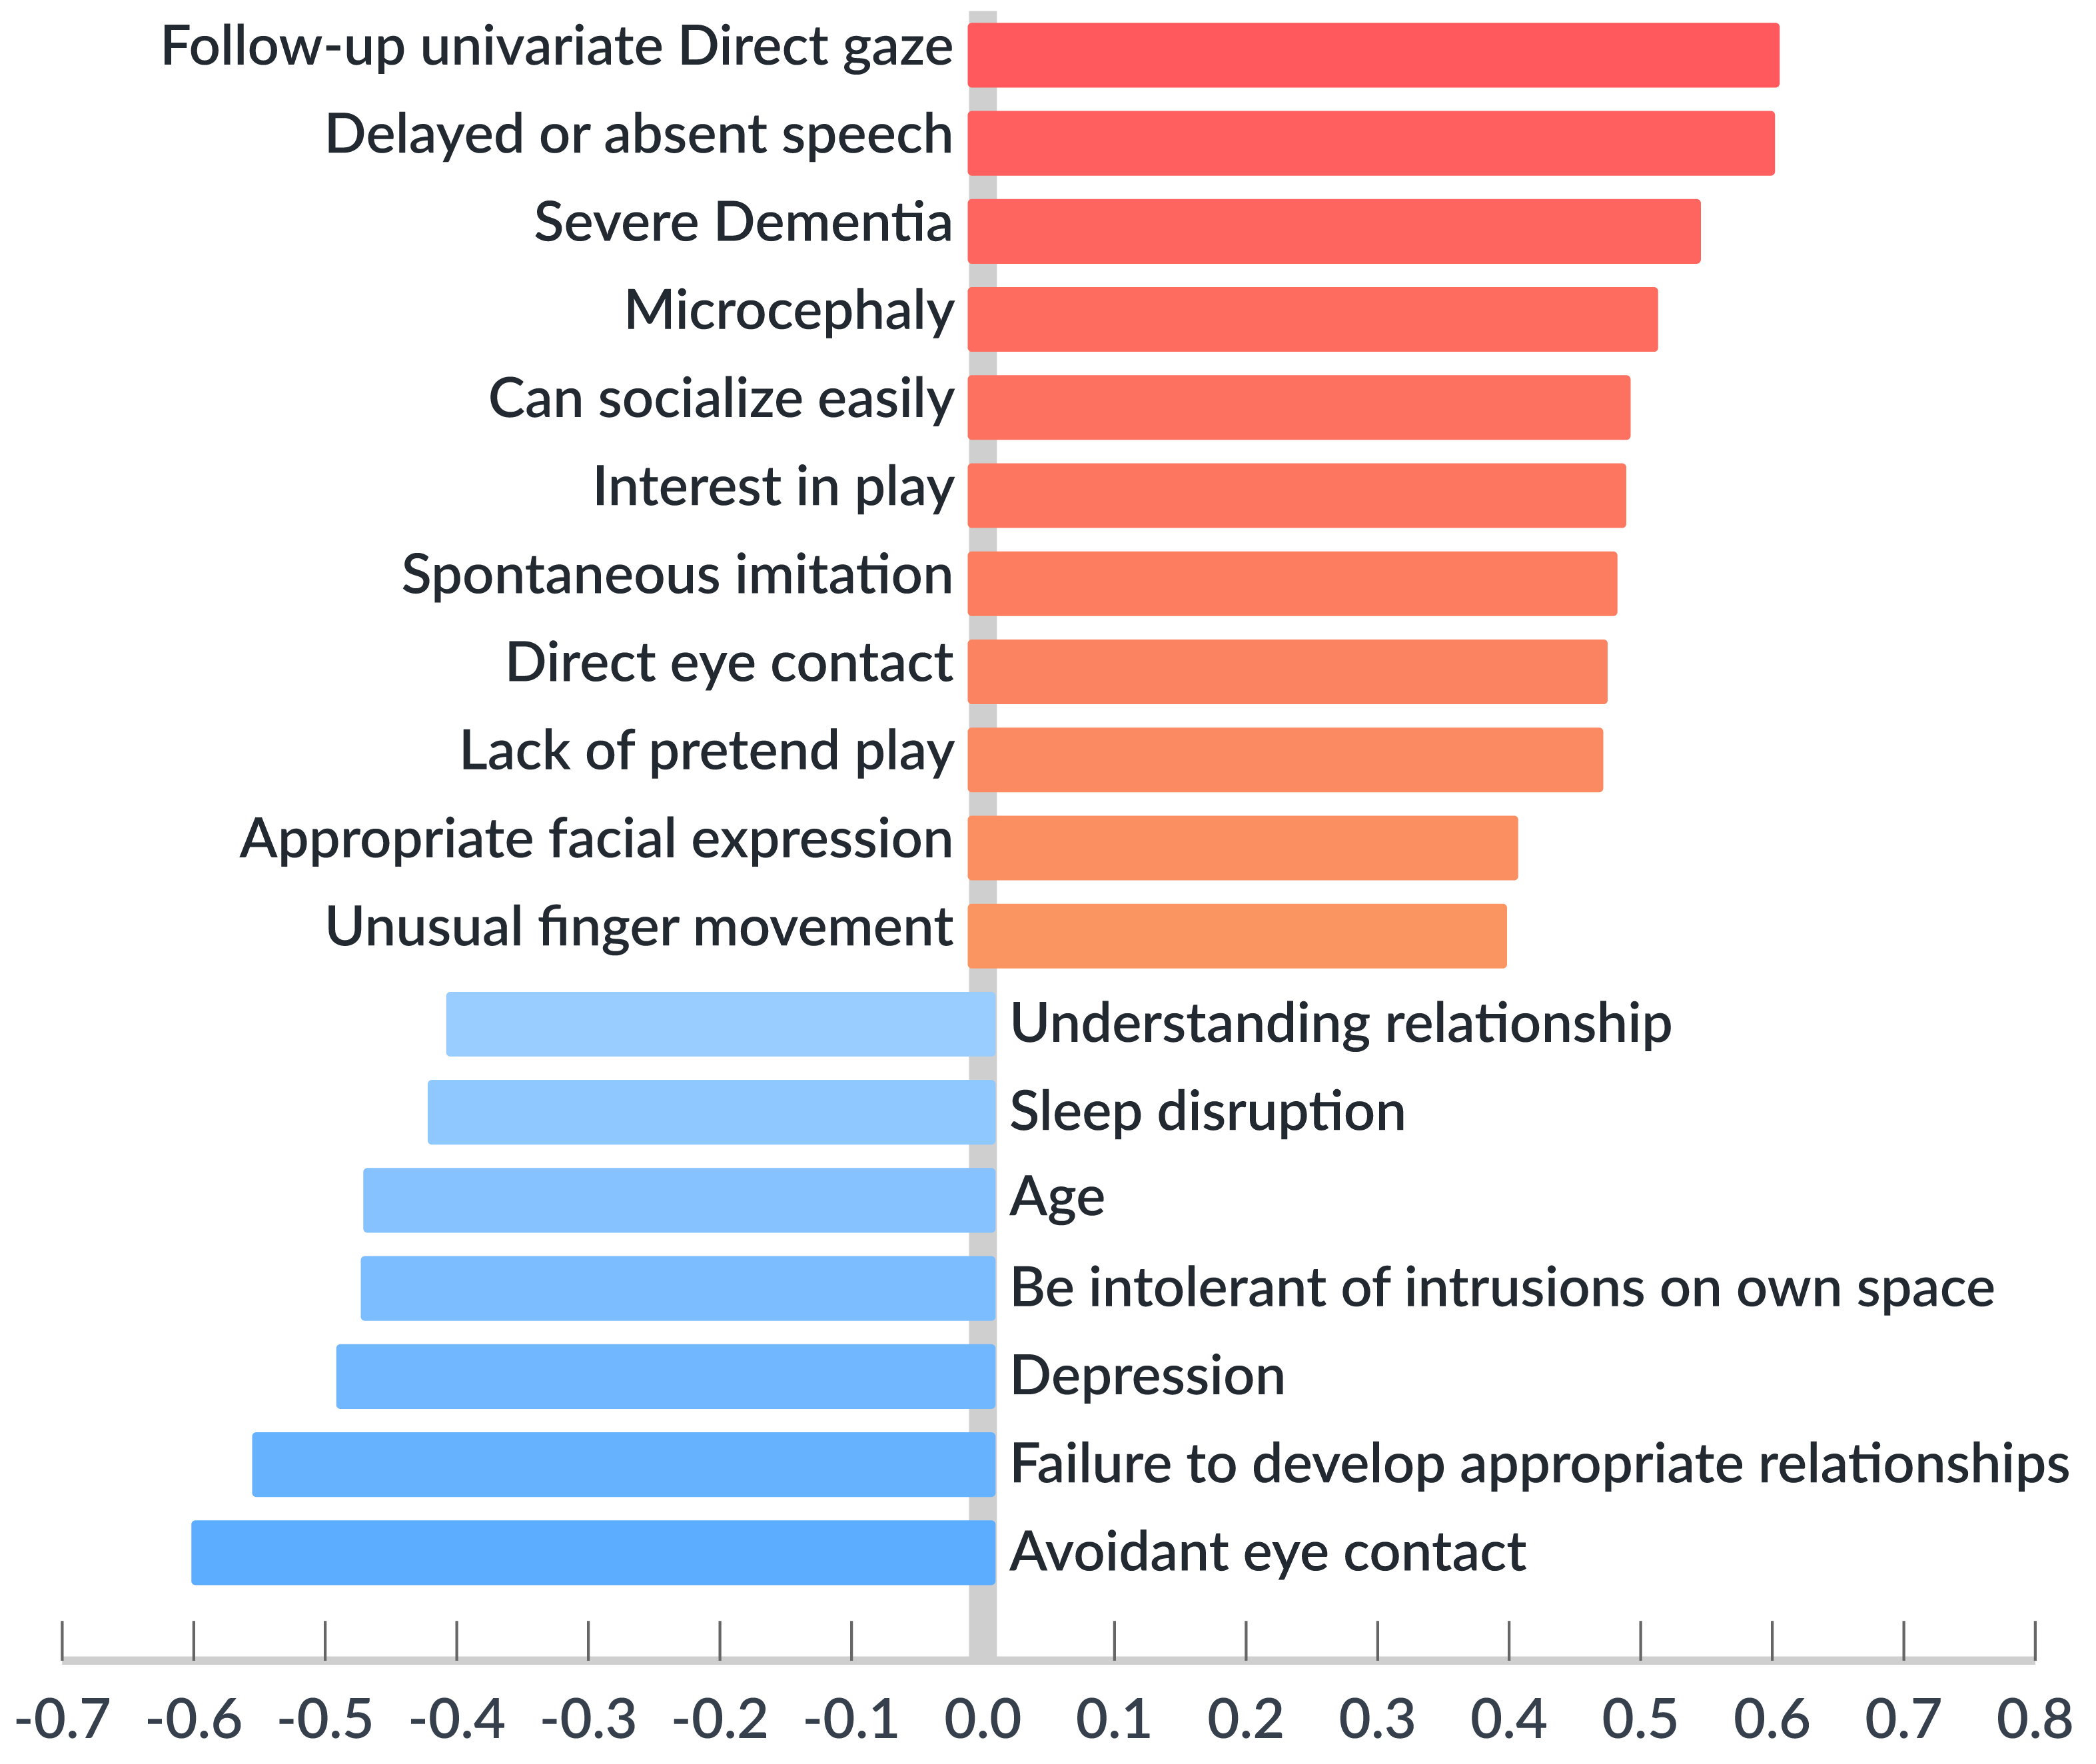 Follow-up univariate Direct gaze
Delayed or absent speech
Severe Dementia
Microcephaly
Can socialize easily
Interest in play
Spontaneous imitation
Direct eye contact
Lack of pretend play
Appropriate facial expression
Unusual finger movement
Understanding relationship
Sleep disruption
Age
Be intolerant of intrusions on own space
Depression
Failure to develop appropriate relationships
Avoidant eye contact
-0.7 -0.6 -0.5 -0.4 -0.3 -0.2 -0.1 0.0 0.1 0.2 0.3 0.4 0.5 0.6 0.7 0.8